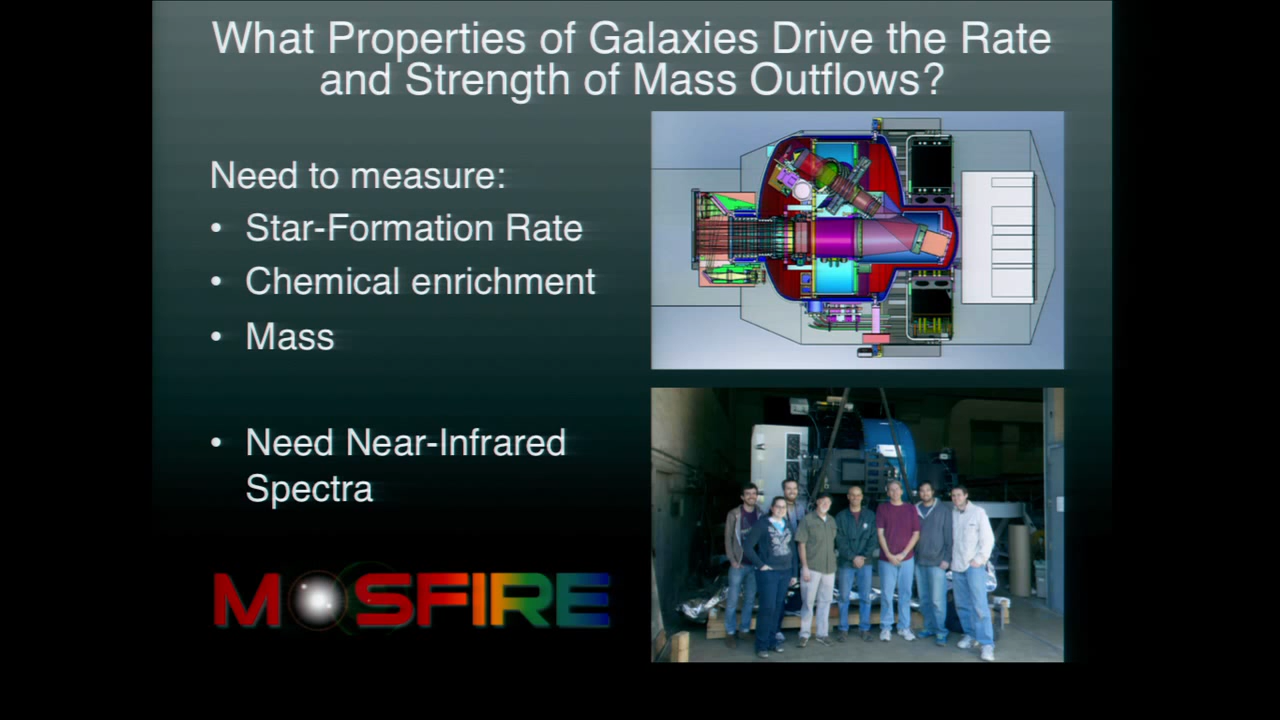 What Properties of Galaxies Drive the Rate
and Strength of Mass Outflows?
Need to measure:
• Star-Formation Rate
• Chemical enrichment
• Mass
• Need Near-Infrared
Spectra
MOSFIRE